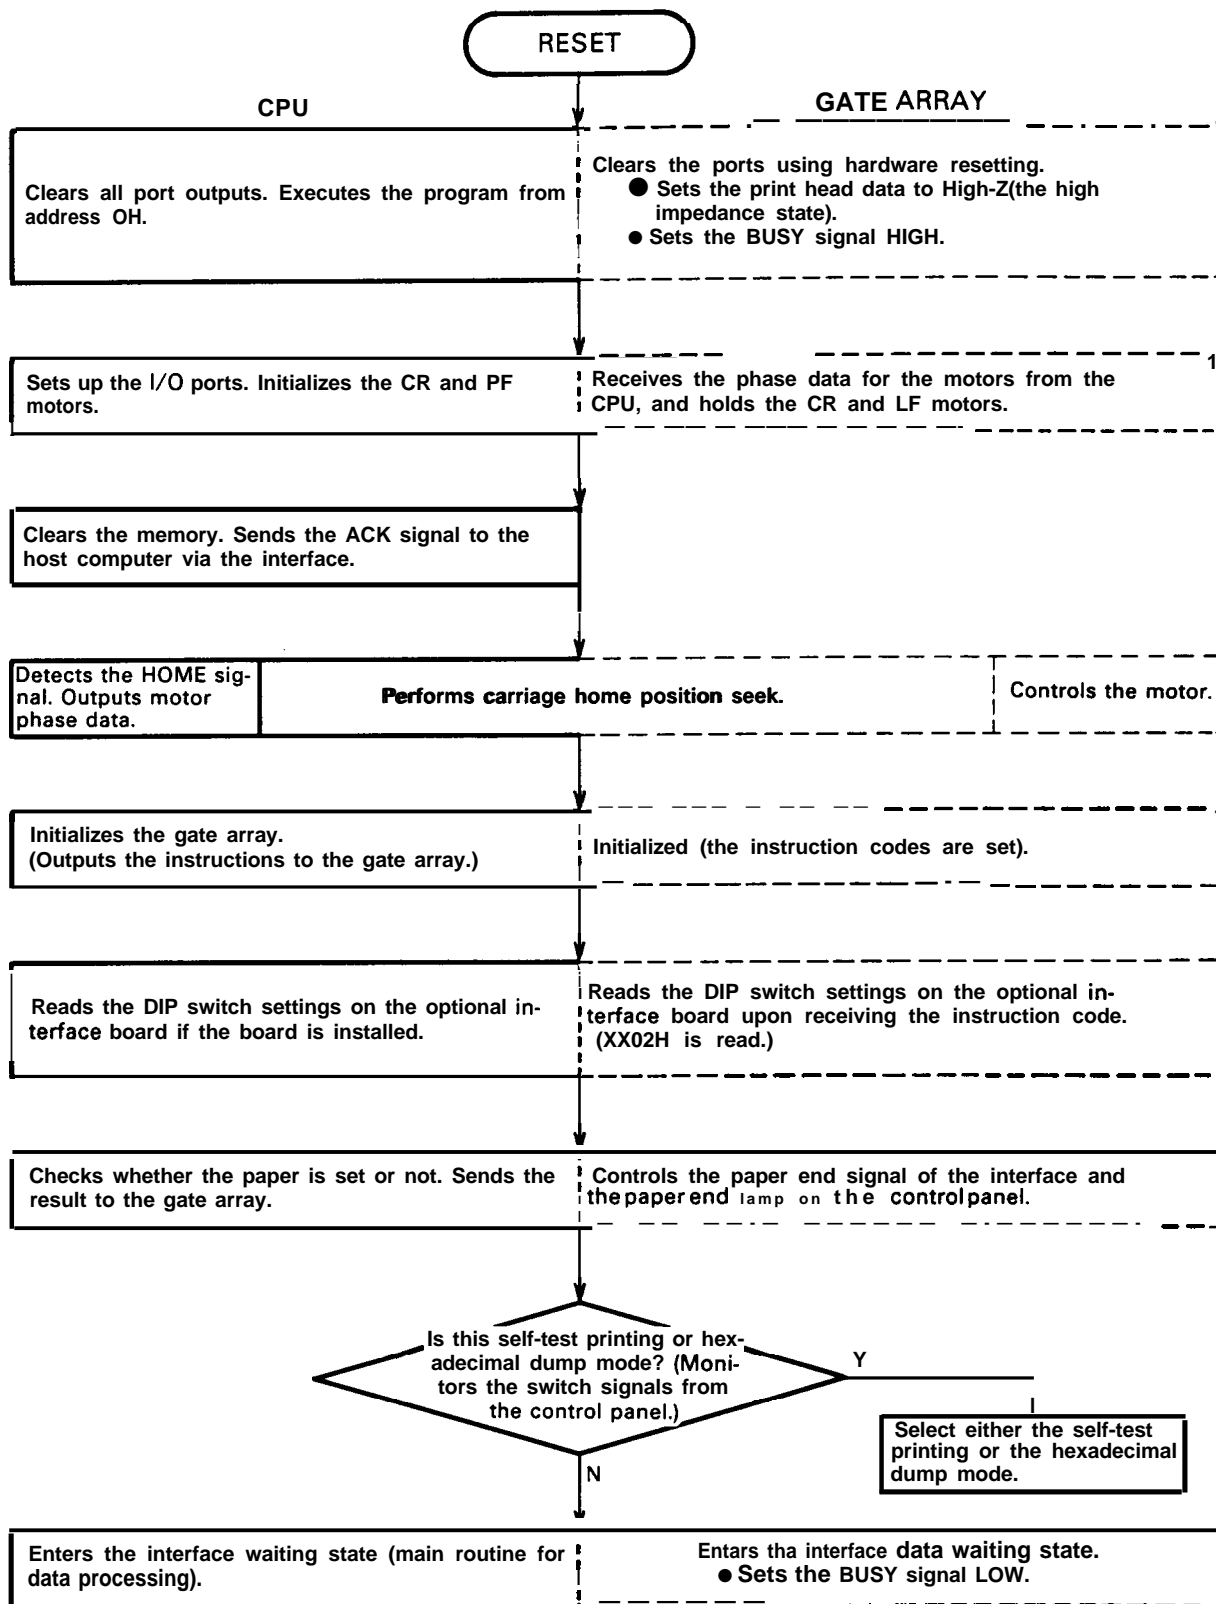 RESET
CPU
GATE ARRAY
Clears all port outputs. Executes the program from
address OH.
Clears the ports using hardware resetting.
● Sets the print head data to High-Z(the high
impedance state).
● Sets the BUSY signal HIGH.
Sets up the I/O ports. Initializes the CR and PF
motors.
1
Receives the phase data for the motors from the
CPU, and holds the CR and LF motors.
Clears the memory. Sends the ACK signal to the
host computer via the interface.
Detects the HOME sig-
nal. Outputs motor
phase data.
Performs carriage home position seek.
Controls the motor.
Initializes the gate array.
(Outputs the instructions to the gate array.)
Initialized (the instruction codes are set).
Reads the DIP switch settings on the optional in-
terface board if the board is installed.
Reads the DIP switch settings on the optional in-
terface board upon receiving the instruction code.
(XX02H is read.)
Checks whether the paper is set or not. Sends the
result to the gate array.
Controls the paper end signal of the interface and
the paper end lamp on the control panel.
Is this self-test printing or hex-
adecimal dump mode? (Moni-
tors the switch signals from
the control panel.)
Y
Select either the self-test
printing or the hexadecimal
dump mode.
N
Enters the interface waiting state (main routine for
data processing).
Entars tha interface data waiting state.
● Sets the BUSY signal LOW.